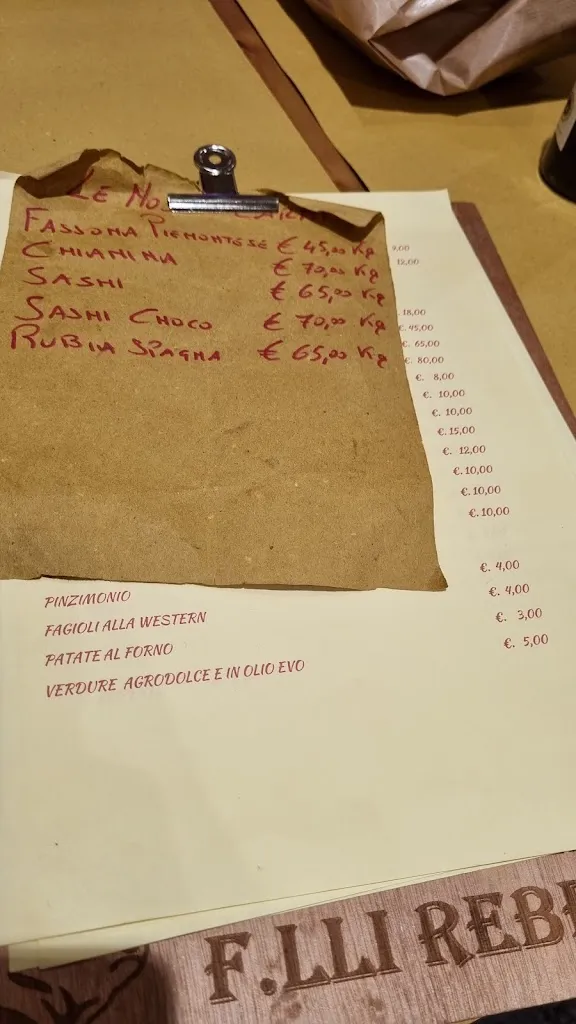 LE NO
FASSONA PIEMONTESE € 45,00 Kg
CHIANINA € 70,00 Kg
SASHI € 65,00 Kg
SASHI CHOCO € 70,00 Kg
RUBIA SPAGNA € 65,00 Kg
9,00
12,00
18,00
€. 45,00
€. 65,00
€. 80,00
€. 8,00
€. 10,00
€. 10,00
€. 15,00
€. 12,00
€. 10,00
€. 10,00
€. 10,00
PINZIMONIO €. 4,00
FAGIOLI ALLA WESTERN €. 4,00
PATATE AL FORNO €. 3,00
VERDURE AGRODOLCE E IN OLIO EVO €. 5,00
F.LLI REB